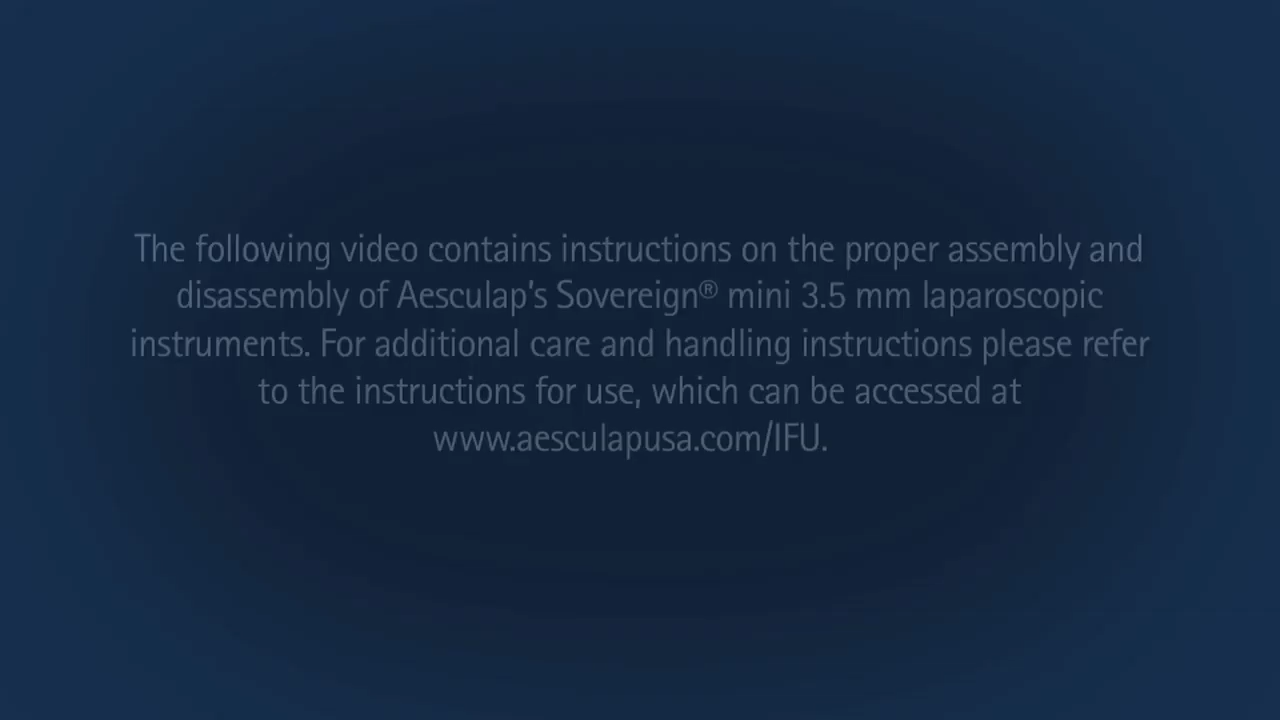 The following video contains instructions on the proper assembly and
disassembly of Aesculap's Sovereign® mini 3.5 mm laparoscopic
instruments. For additional care and handling instructions please refer
to the instructions for use, which can be accessed at
www.aesculapusa.com/IFU.